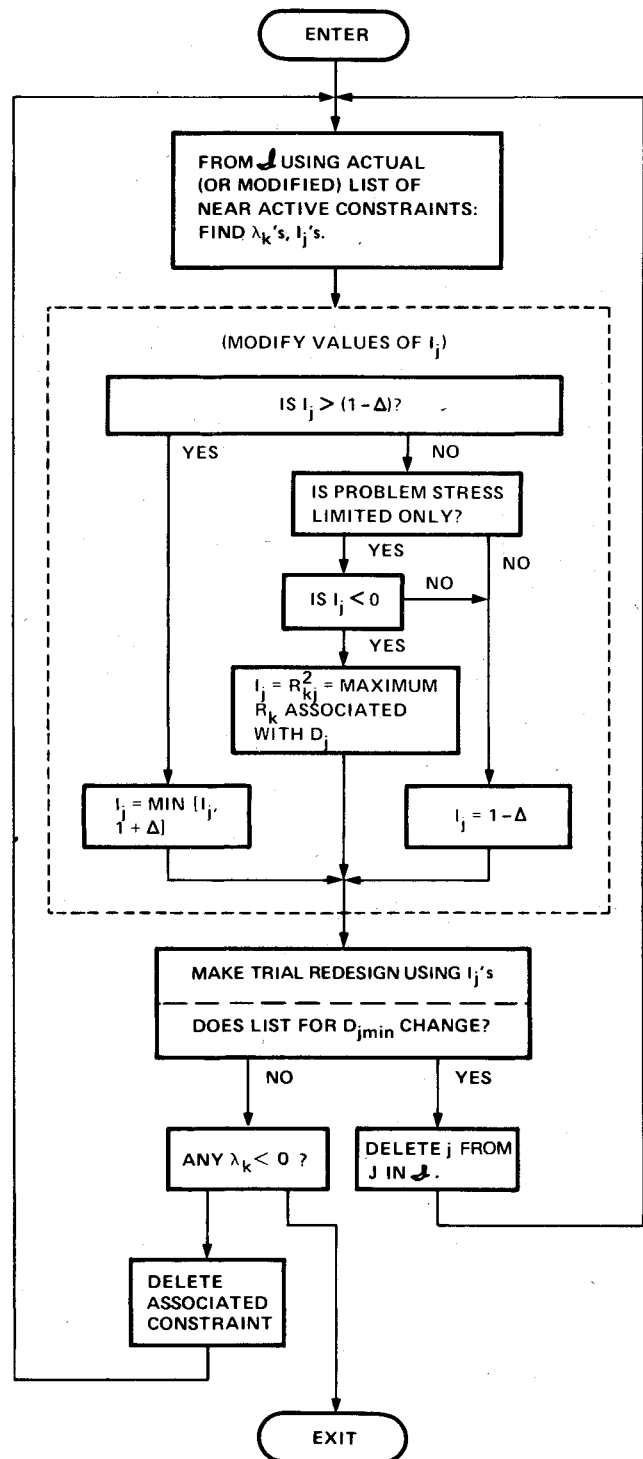 ENTER
FROM 𝓘 USING ACTUAL
(OR MODIFIED) LIST OF
NEAR ACTIVE CONSTRAINTS:
FIND λk's, Ij's.
(MODIFY VALUES OF Ij)
IS Ij > (1 - Δ)?
YES
NO
IS PROBLEM STRESS
LIMITED ONLY?
YES
NO
IS Ij < 0
NO
YES
Ij = R²kj = MAXIMUM
Rk ASSOCIATED
WITH Dj
Ij = MIN [Ij,
1 + Δ]
Ij = 1 - Δ
MAKE TRIAL REDESIGN USING Ij's
DOES LIST FOR Djmin CHANGE?
NO
YES
ANY λk < 0 ?
DELETE j FROM
J IN 𝓘.
DELETE
ASSOCIATED
CONSTRAINT
EXIT